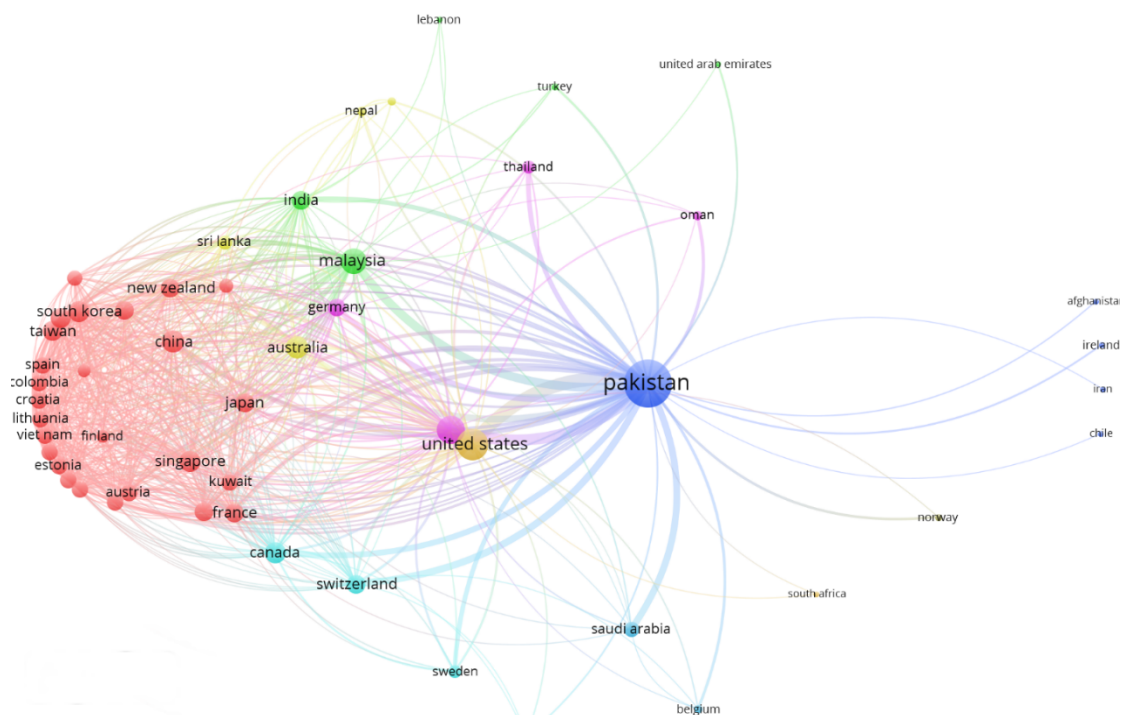 lebanon
united arab emirates
turkey
nepal
thailand
india
oman
sri lanka
malaysia
new zealand
germany
afghanistan
south korea
taiwan
china
australia
ireland
spain
colombia
pakistan
iran
croatia
japan
lithuania
viet nam
finland
united states
chile
estonia
singapore
kuwait
austria
france
norway
canada
switzerland
south africa
saudi arabia
sweden
belgium